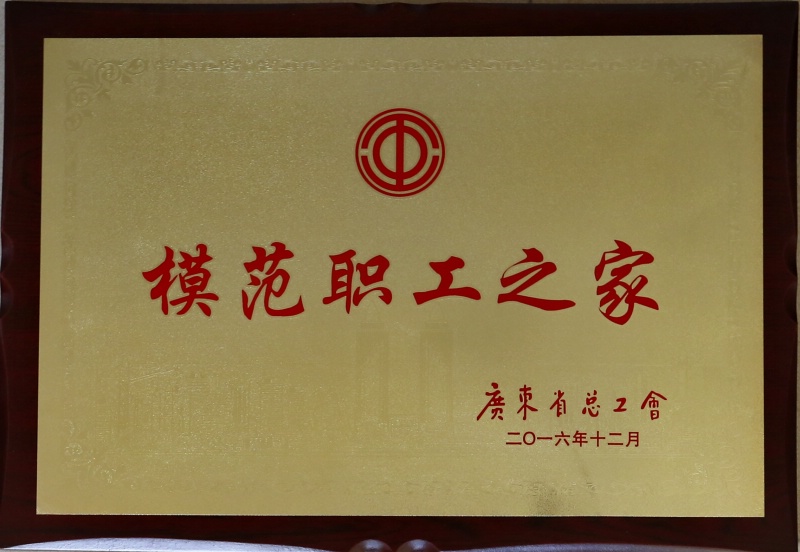 模范职工之家
廣東省总工會
二〇一六年十二月